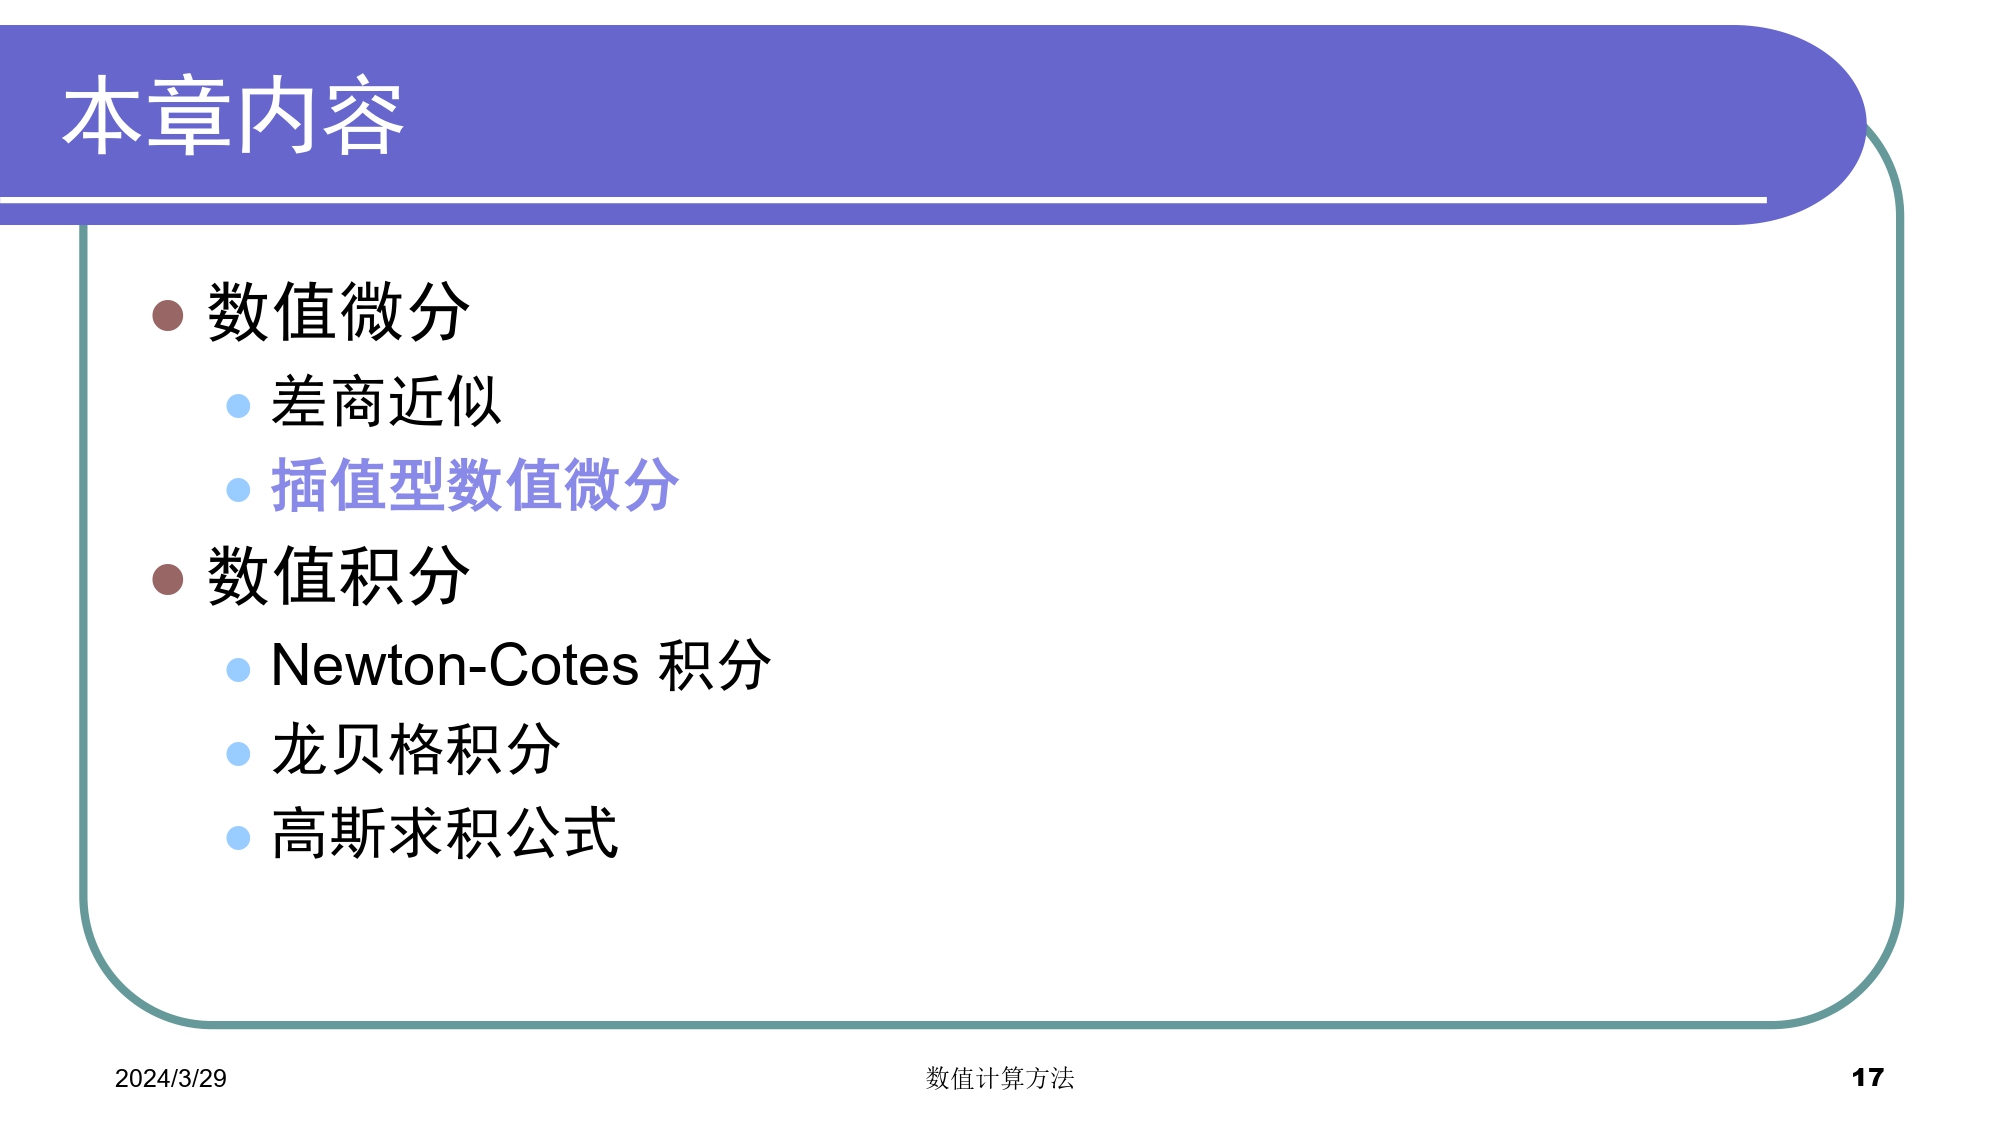 本章内容
数值微分
差商近似
插值型数值微分
数值积分
Newton-Cotes 积分
龙贝格积分
高斯求积公式
2024/3/29
数值计算方法
17